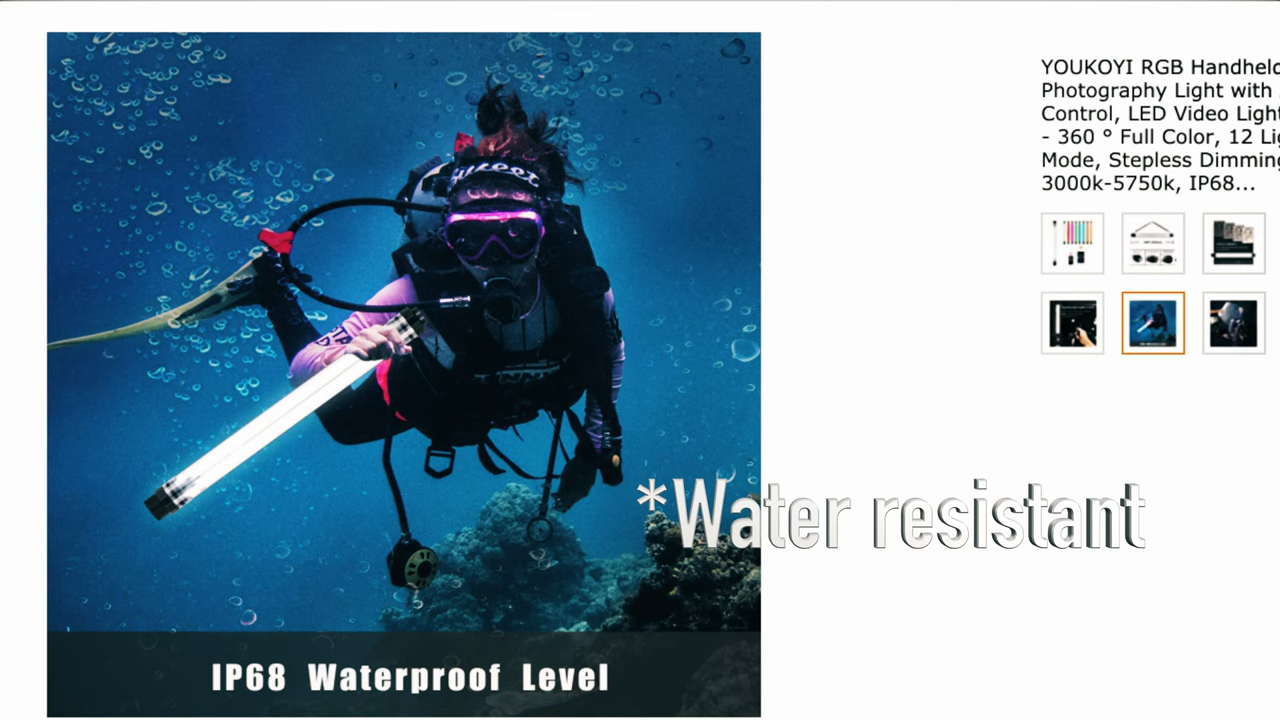 YOUKOYI RGB Handheld
Photography Light with
Control, LED Video Light
- 360 ° Full Color, 12 Lig
Mode, Stepless Dimming
3000k-5750k, IP68...
*Water resistant
IP68 Waterproof Level